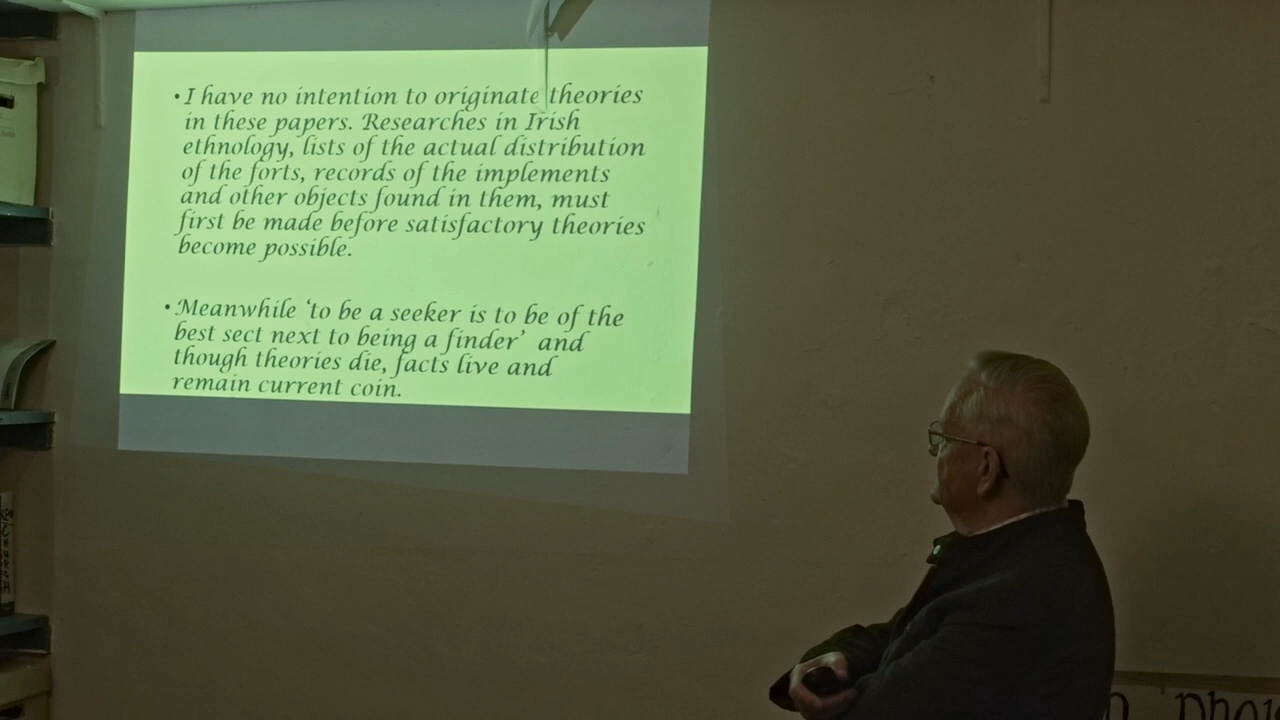 •I have no intention to originate theories
in these papers. Researches in Irish
ethnology, lists of the actual distribution
of the forts, records of the implements
and other objects found in them, must
first be made before satisfactory theories
become possible.
•Meanwhile ‘to be a seeker is to be of the
best sect next to being a finder’ and
though theories die, facts live and
remain current coin.
Church